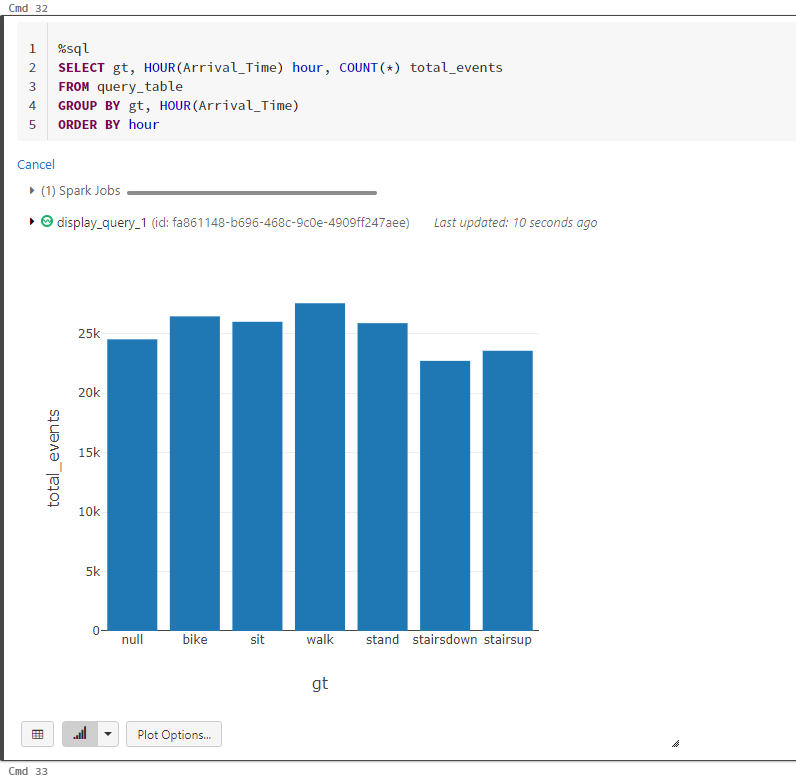 Cmd 32
1 %sql
2 SELECT gt, HOUR(Arrival_Time) hour, COUNT(*) total_events
3 FROM query_table
4 GROUP BY gt, HOUR(Arrival_Time)
5 ORDER BY hour
Cancel
(1) Spark Jobs
display_query_1 (id: fa861148-b696-468c-9c0e-4909ff247aee) Last updated: 10 seconds ago
25k
20k
15k
10k
5k
0
total_events
null bike sit walk stand stairsdown stairsup
gt
Plot Options...
Cmd 33